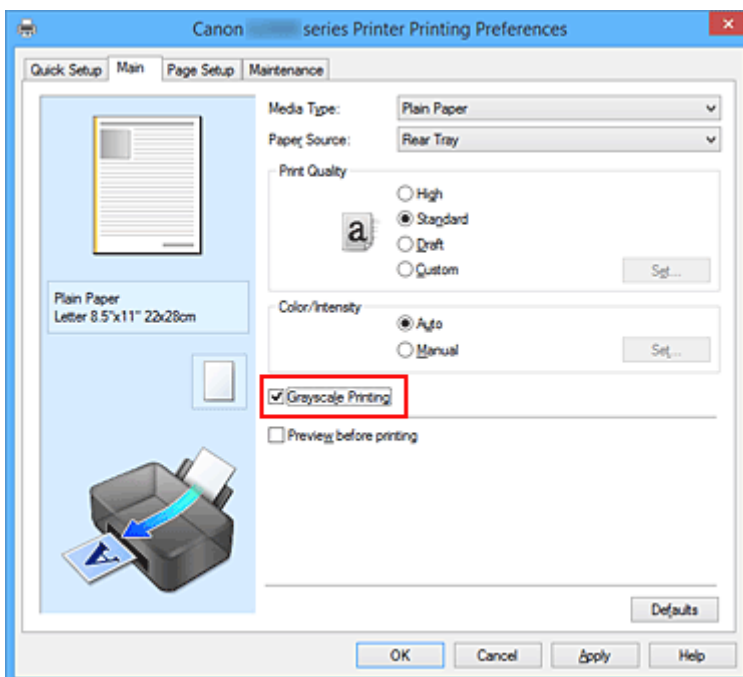 Canon series Printer Printing Preferences
Quick Setup Main Page Setup Maintenance
Media Type: Plain Paper
Paper Source: Rear Tray
Print Quality
High
a Standard
Draft
Custom Set...
Plain Paper
Letter 8.5"x11" 22x28cm
Color/Intensity
Auto
Manual Set...
Grayscale Printing
Preview before printing
A
Defaults
OK Cancel Apply Help